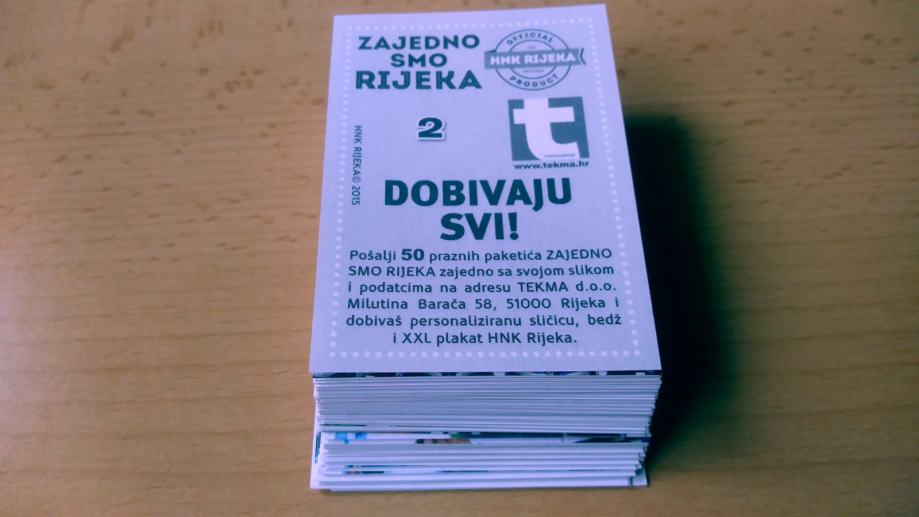 ZAJEDNO
SMO
RIJEKA
OFFICIAL
HNK RIJEKA
PRODUCT
2
t
www.tekma.hr
HNK RIJEKA© 2015
DOBIVAJU
SVI!
Pošalji 50 praznih paketića ZAJEDNO
SMO RIJEKA zajedno sa svojom slikom
i podatcima na adresu TEKMA d.o.o.
Milutina Barača 58, 51000 Rijeka i
dobivaš personaliziranu sličicu, bedž
i XXL plakat HNK Rijeka.